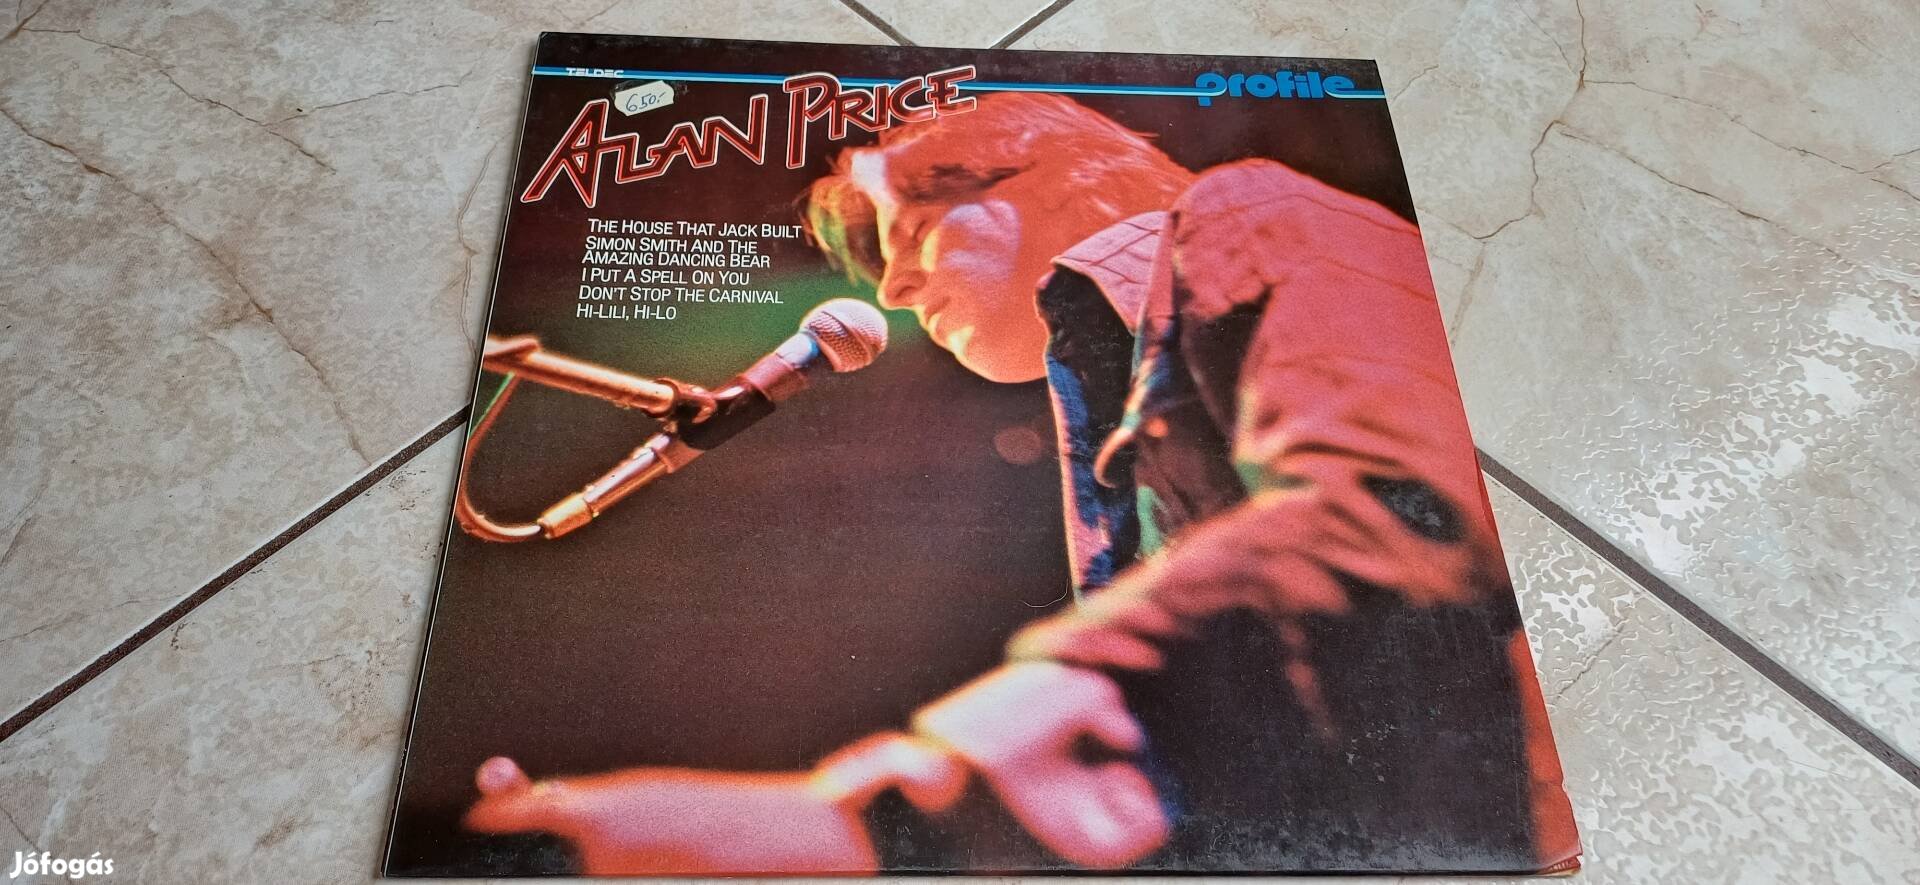 TELDEC
profile
650.-
ALAN PRICE
THE HOUSE THAT JACK BUILT
SIMON SMITH AND THE
AMAZING DANCING BEAR
I PUT A SPELL ON YOU
DON'T STOP THE CARNIVAL
HI-LILI, HI-LO
Jófogás